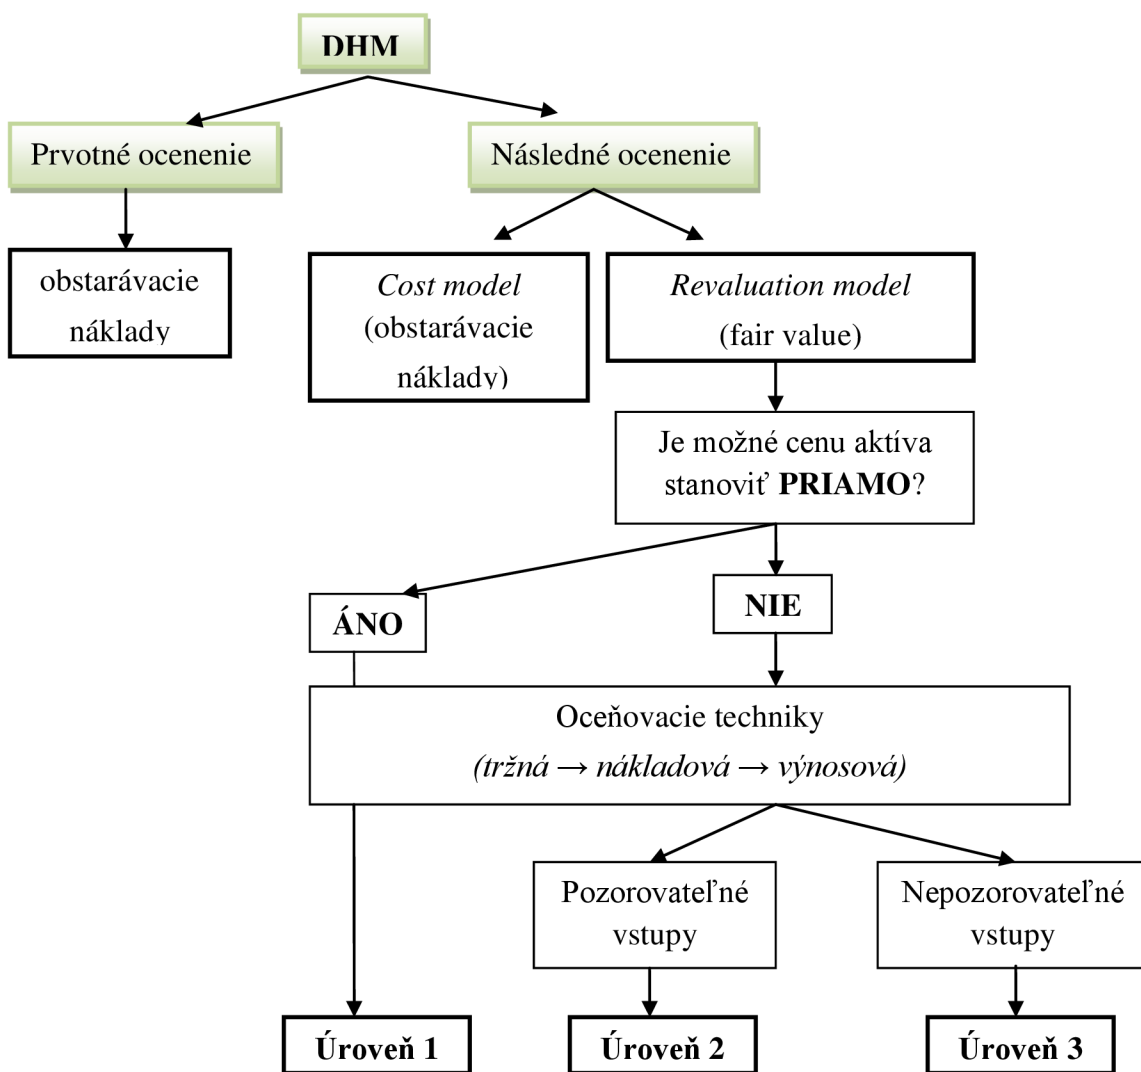 DHM
Prvotné ocenenie
Následné ocenenie
obstarávacie
náklady
Cost model
(obstarávacie
náklady)
Revaluation model
(fair value)
Je možné cenu aktíva
stanoviť PRIAMO?
ÁNO
NIE
Oceňovacie techniky
(tržná → nákladová → výnosová)
Pozorovateľné
vstupy
Nepozorovateľné
vstupy
Úroveň 1
Úroveň 2
Úroveň 3